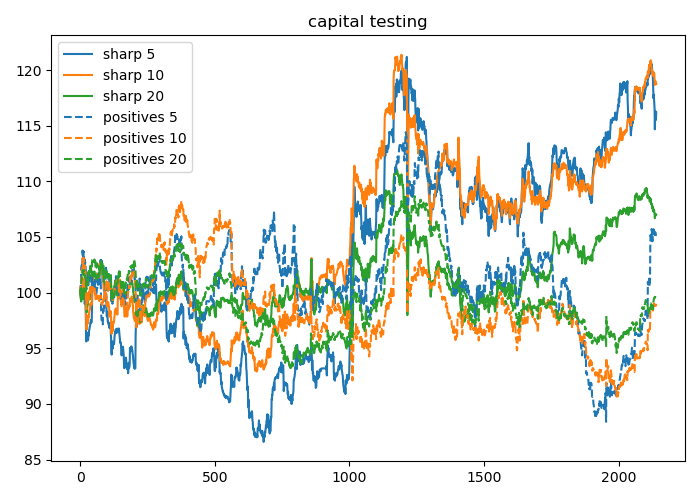 capital testing
sharp 5
sharp 10
sharp 20
positives 5
positives 10
positives 20
120
115
110
105
100
95
90
85
0
500
1000
1500
2000